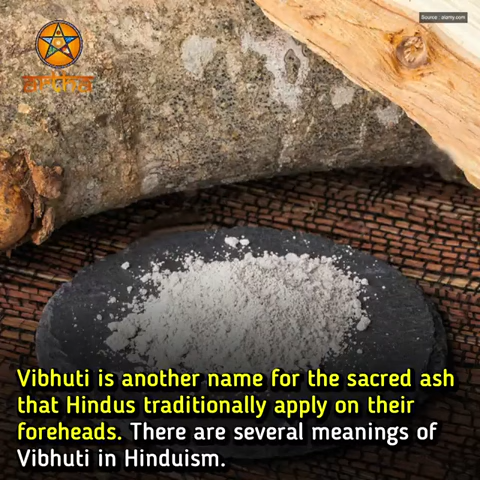 Source : alamy.com
artha
Vibhuti is another name for the sacred ash
that Hindus traditionally apply on their
foreheads. There are several meanings of
Vibhuti in Hinduism.